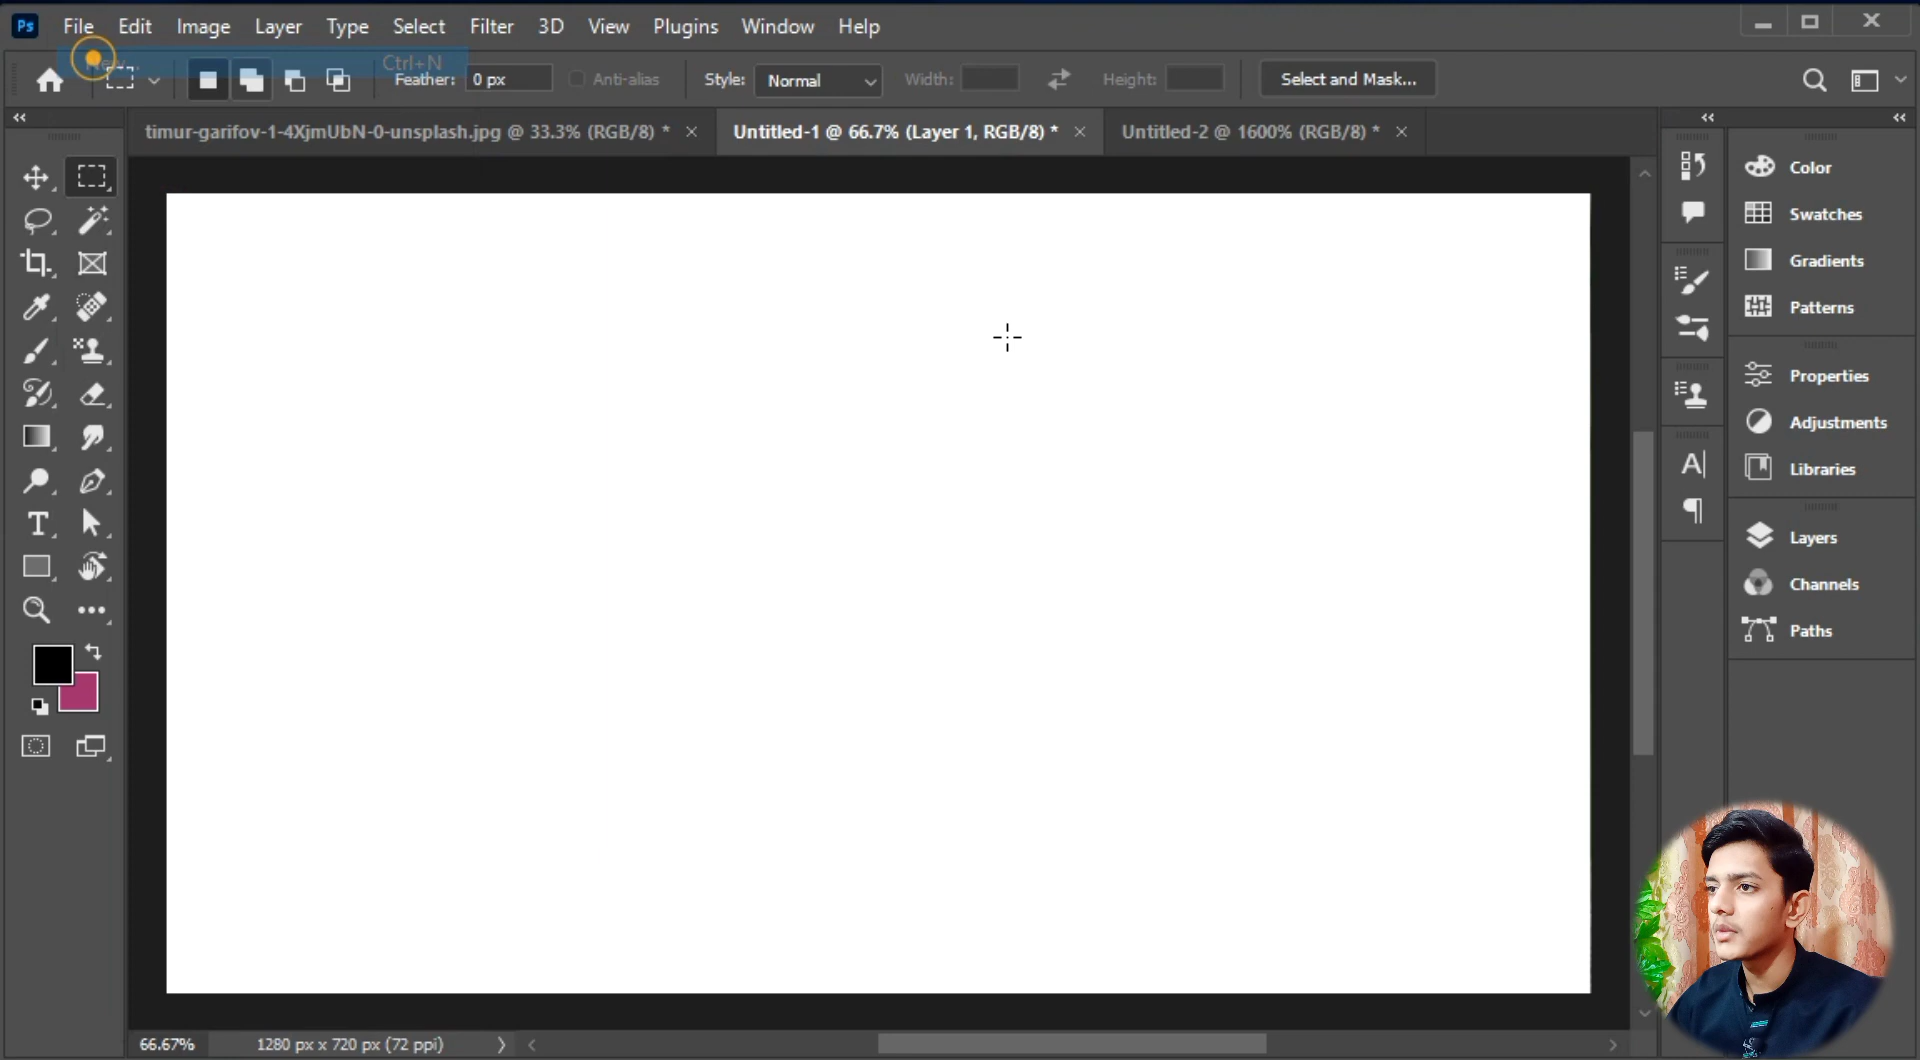 Ps File Edit Image Layer Type Select Filter 3D View Plugins Window Help
New... Ctrl+N
Feather: 0 px Anti-alias Style: Normal Width: Height: Select and Mask...
timur-garifov-1-4XjmUbN-0-unsplash.jpg @ 33.3% (RGB/8) * Untitled-1 @ 66.7% (Layer 1, RGB/8) * Untitled-2 @ 1600% (RGB/8) *
Color
Swatches
Gradients
Patterns
Properties
Adjustments
Libraries
Layers
Channels
Paths
66.67% 1280 px x 720 px (72 ppi)